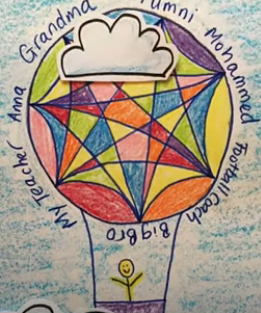 Grandma
Mohammed
Football Coach
Big Bro
My Teacher
Anna